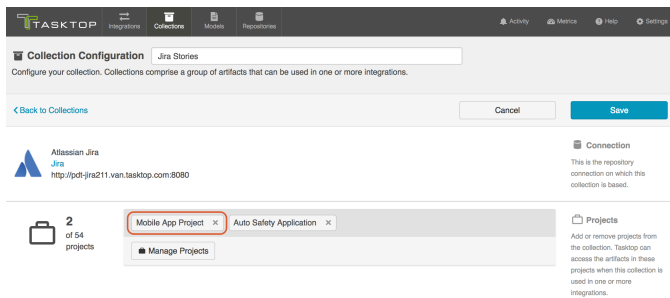 TASKTOP
Integrations
Collections
Models
Repositories
Activity
Metrics
Help
Settings
Collection Configuration
Jira Stories
Configure your collection. Collections comprise a group of artifacts that can be used in one or more integrations.
Back to Collections
Cancel
Save
Atlassian Jira
Jira
http://pdt-jira211.van.tasktop.com:8080
Connection
This is the repository
connection on which this
collection is based.
2
of 54
projects
Mobile App Project ×
Auto Safety Application ×
Manage Projects
Projects
Add or remove projects from
the collection. Tasktop can
access the artifacts in these
projects when this collection is
used in one or more
integrations.